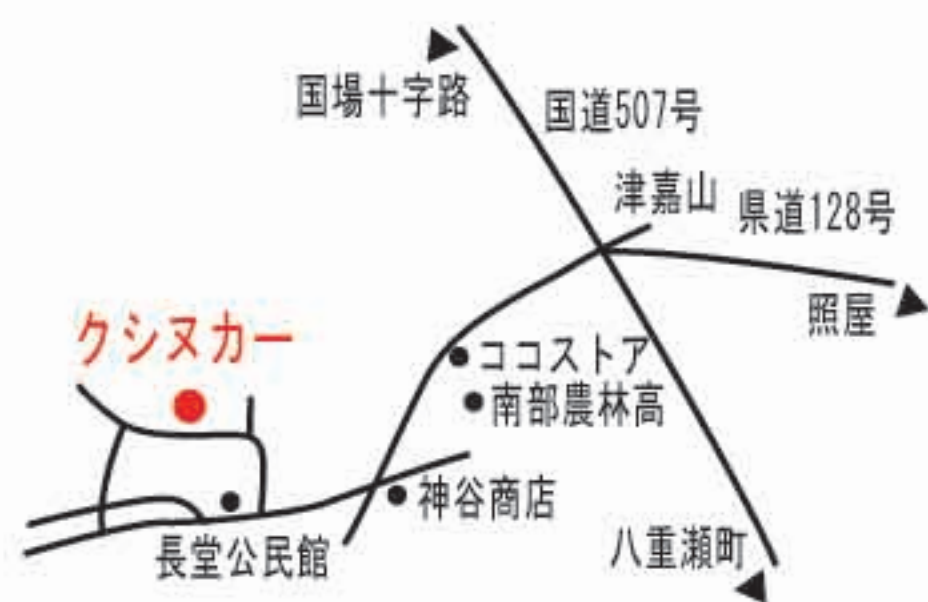 国場十字路
国道507号
津嘉山
県道128号
照屋
クシヌカー
ココストア
南部農林高
神谷商店
長堂公民館
八重瀬町